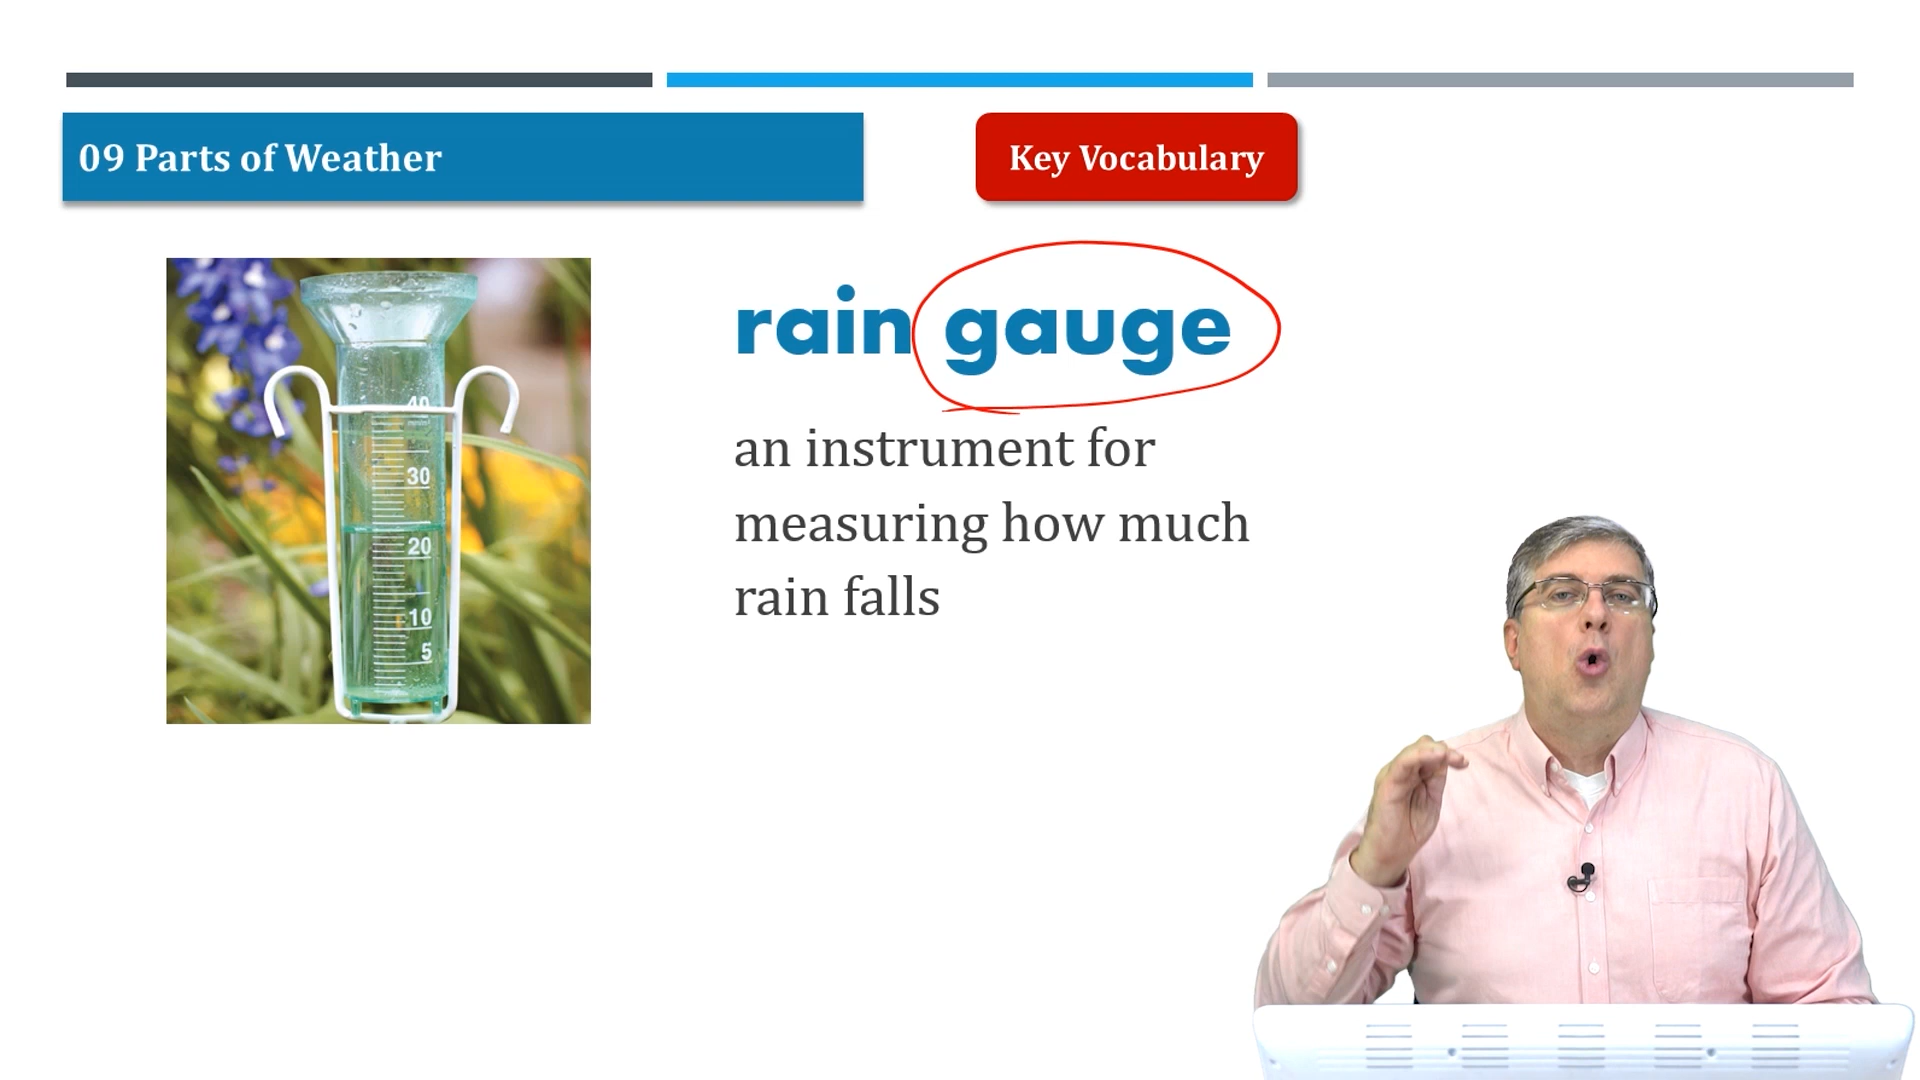 09 Parts of Weather
Key Vocabulary
rain gauge
an instrument for
measuring how much
rain falls
40
30
20
10
5